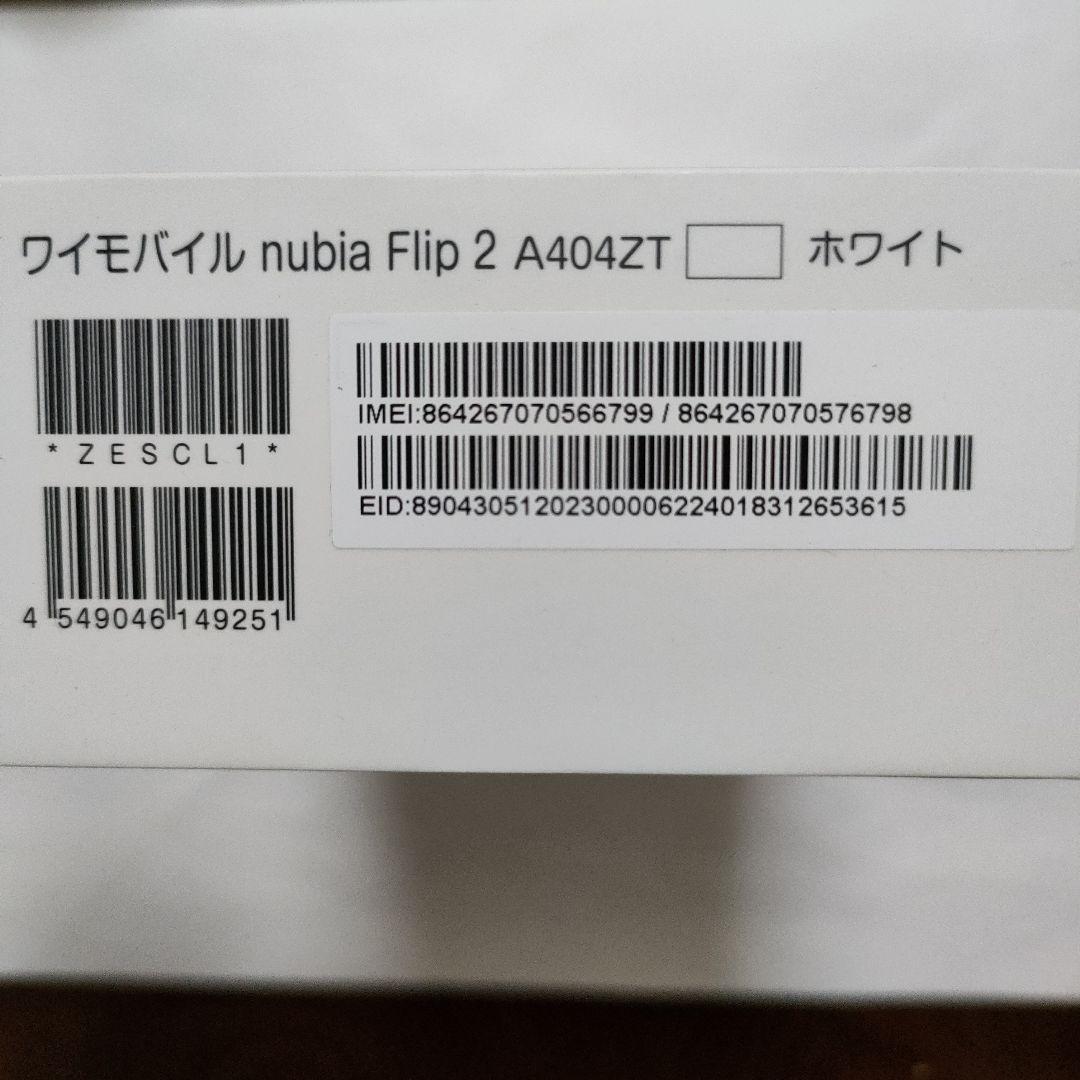 ワイモバイル nubia Flip 2 A404ZT ホワイト
* Z E S C L 1 *
IMEI:864267070566799 / 864267070576798
EID:89043051202300006224018312653615
4 549046 149251